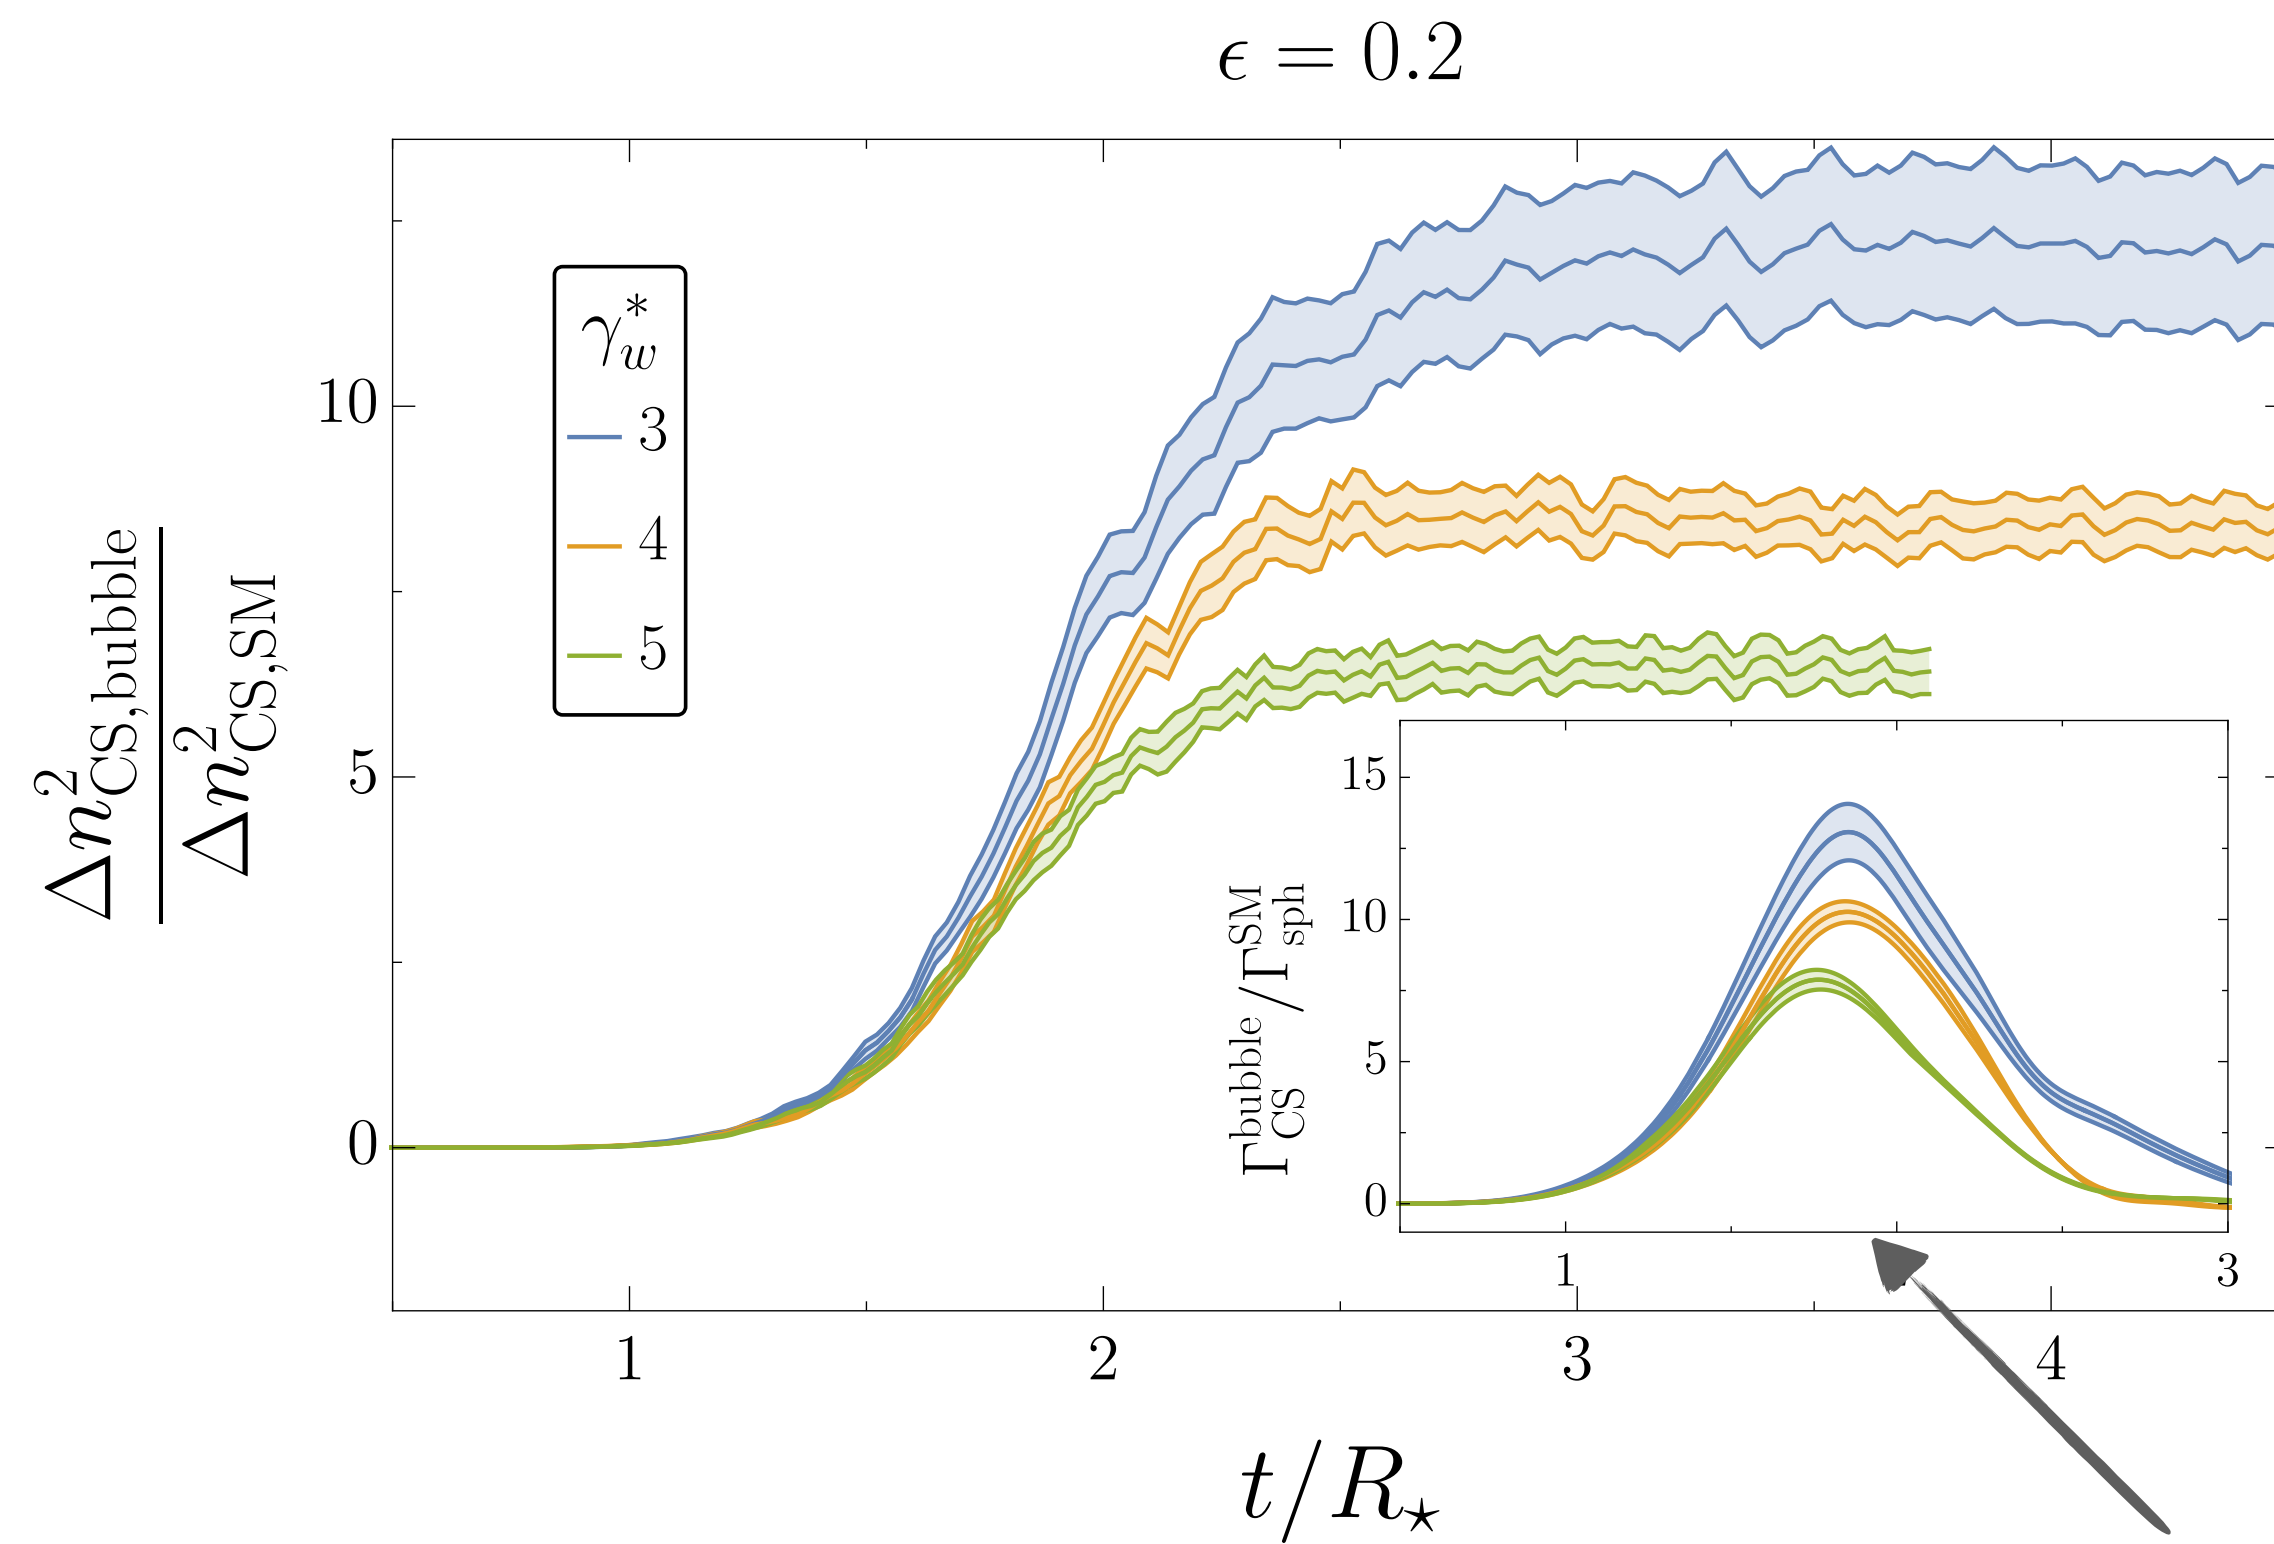 ϵ = 0.2
Δn²CS,bubble
Δn²CS,SM
γ*w
3
4
5
10
5
0
1
2
3
4
t/R⋆
Γ^bubble_CS / Γ^SM_sph
15
10
5
0
1
3